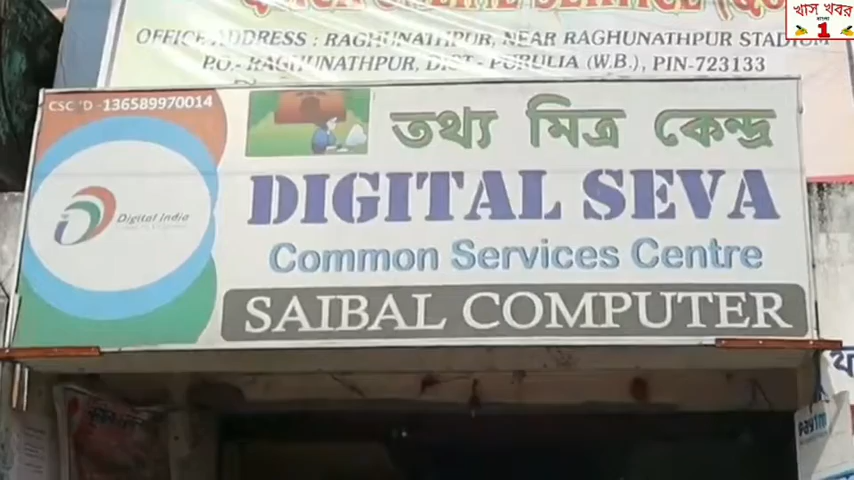 খাস খবর
বাংলা
1
OFFICE ADDRESS : RAGHUNATHPUR, NEAR RAGHUNATHPUR STADIUM
P.O.- RAGHUNATHPUR, DIST.- PURULIA (W.B.), PIN-723133
CSC ID -136589970014
তথ্য মিত্র কেন্দ্র
DIGITAL SEVA
Digital India
Common Services Centre
SAIBAL COMPUTER
paytm